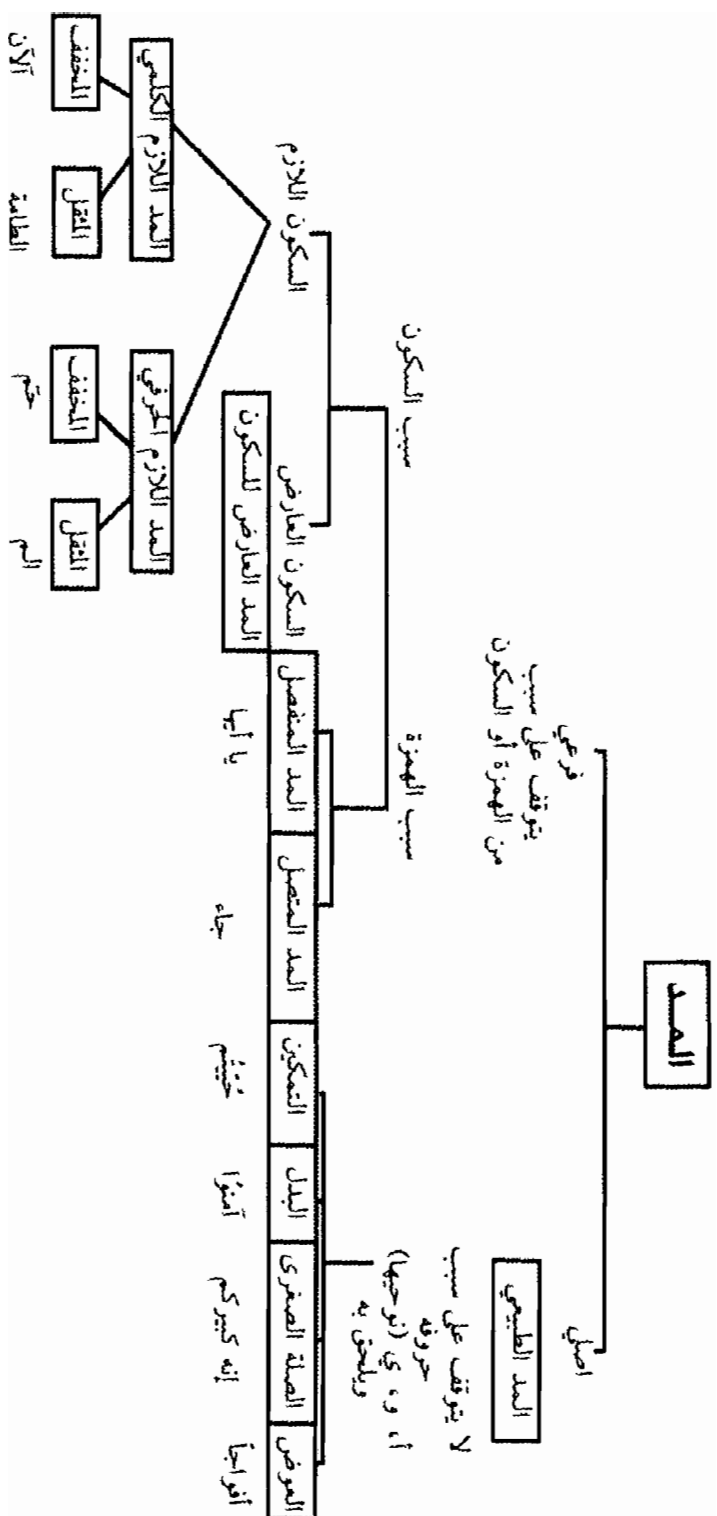 المـد
أصلي
المد الطبيعي
لا يتوقف على سبب
حروفه
أ، و، ي (نوحيها)
ويلحق به
العوض
أفواجاً
الصلة الصغرى
إنه كبيركم
البدل
آمنوا
التمكين
حُيِّيتُم
فرعي
يتوقف على سبب
من الهمزة أو السكون
سبب الهمزة
المد المتصل
جاء
المد المنفصل
يا أيها
سبب السكون
السكون العارض
المد العارض للسكون
السكون اللازم
المد اللازم الحرفي
المثقل
الم
المخفف
حم
المد اللازم الكلمي
المثقل
الطامة
المخفف
آلآن